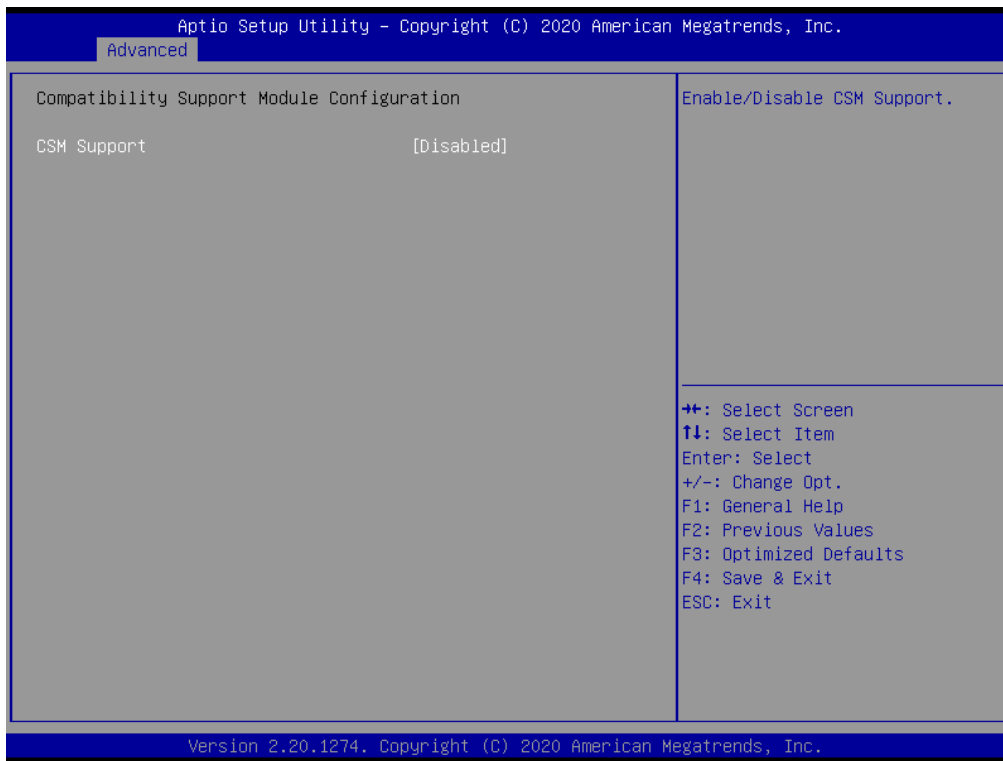 Aptio Setup Utility – Copyright (C) 2020 American Megatrends, Inc.
Advanced
Compatibility Support Module Configuration
CSM Support [Disabled]
Enable/Disable CSM Support.
→←: Select Screen
↑↓: Select Item
Enter: Select
+/-: Change Opt.
F1: General Help
F2: Previous Values
F3: Optimized Defaults
F4: Save & Exit
ESC: Exit
Version 2.20.1274. Copyright (C) 2020 American Megatrends, Inc.